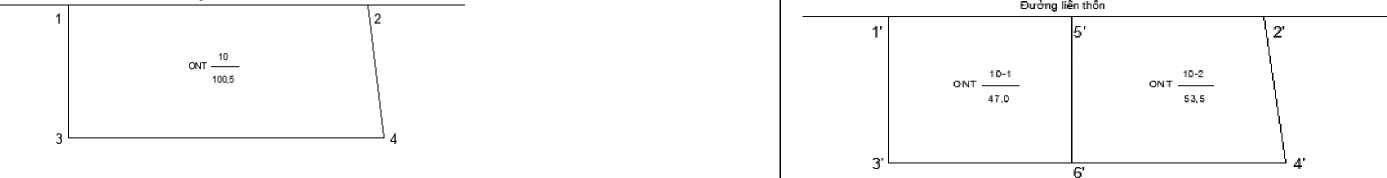 1 2
ONT 10
100,5
3 4
Đường liên thôn
1' 5' 2'
ONT 10-1
47,0
ONT 10-2
53,5
3' 6' 4'